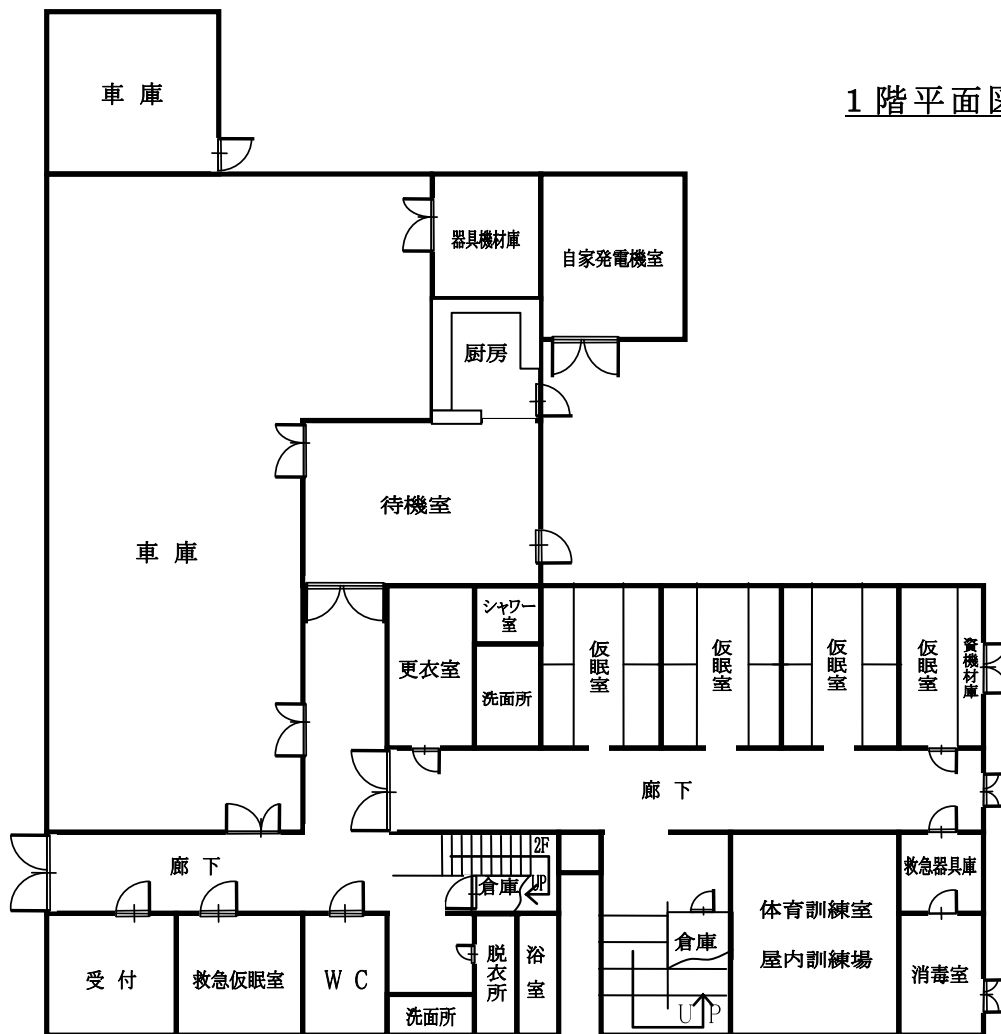 1階平面図
車 庫
器具機材庫
自家発電機室
厨房
待機室
車 庫
シャワー
室
更衣室
洗面所
仮眠室
仮眠室
仮眠室
仮眠室
資機材庫
廊 下
廊 下
2F
UP
倉庫
救急器具庫
体育訓練室
屋内訓練場
倉庫
受 付
救急仮眠室
WC
脱衣所
浴室
消毒室
洗面所
UP